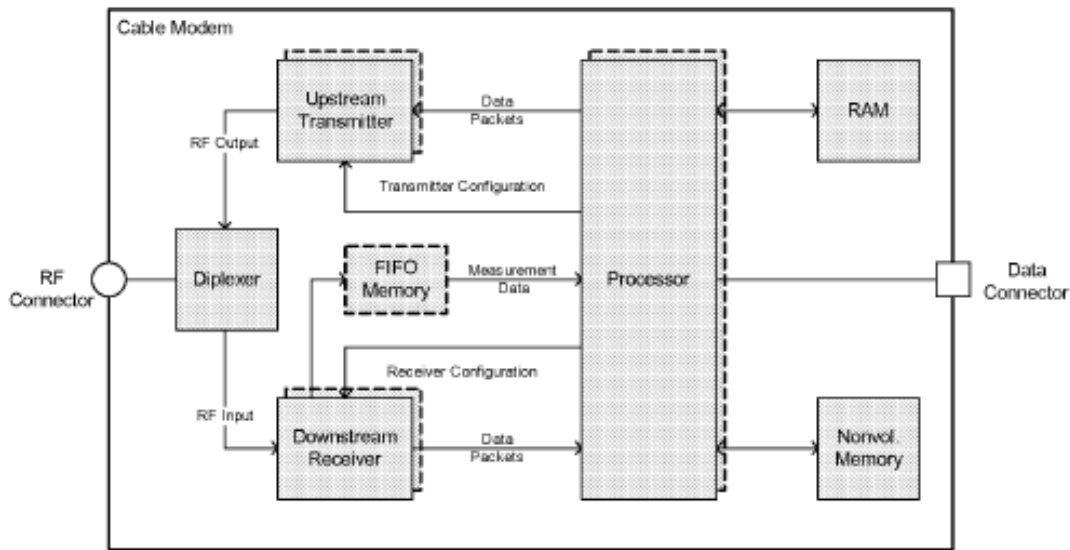 Cable Modem
Upstream
Transmitter
Data
Packets
RAM
RF Output
Transmitter Configuration
RF
Connector
Diplexer
FIFO
Memory
Measurement
Data
Processor
Data
Connector
Receiver Configuration
RF Input
Downstream
Receiver
Data
Packets
Nonvol.
Memory